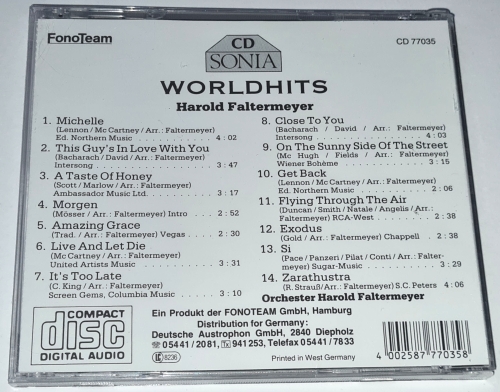 FonoTeam
CD
SONIA
CD 77035
WORLDHITS
Harold Faltermeyer
1. Michelle
(Lennon / Mc Cartney / Arr.: Faltermeyer)
Ed. Northern Music . . . . . . . . . . . . 4 : 02
2. This Guy's In Love With You
(Bacharach / David / Arr.: Faltermeyer)
Intersong . . . . . . . . . . . . . . . . . 3 : 47
3. A Taste Of Honey
(Scott / Marlow / Arr.: Faltermeyer)
Ambassador Music Ltd. . . . . . . . . . . 3 : 17
4. Morgen
(Mösser / Arr.: Faltermeyer) Intro . . . 2 : 52
5. Amazing Grace
(Trad. / Arr.: Faltermeyer) Vegas . . . . 2 : 30
6. Live And Let Die
(Mc Cartney / Arr.: Faltermeyer)
United Artists Music . . . . . . . . . . . 3 : 31
7. It's Too Late
(C. King / Arr.: Faltermeyer)
Screen Gems, Columbia Music . . . . 3 : 10
8. Close To You
(Bacharach / David / Arr.: Faltermeyer)
Intersong . . . . . . . . . . . . . . . . . 4 : 03
9. On The Sunny Side Of The Street
(Mc Hugh / Fields / Arr.: Faltermeyer)
Wiener Bohème . . . . . . . . . . . . . 3 : 15
10. Get Back
(Lennon / Mc Cartney / Arr.: Faltermeyer)
Ed. Northern Music . . . . . . . . . . . 2 : 06
11. Flying Through The Air
(Duncan / Smith / Natale / Angelis / Arr.:
Faltermeyer) RCA-West . . . . . . . . . 2 : 38
12. Exodus
(Gold / Arr.: Faltermeyer) Chappell . . 2 : 38
13. Si
(Pace / Panzeri / Pilat / Conti / Arr.: Falter-
meyer) Sugar-Music . . . . . . . . . . . 3 : 29
14. Zarathustra
(R. Strauß / Arr.: Faltermeyer) S.C. Peters . 4 : 06
Orchester Harold Faltermeyer
COMPACT
disc
DIGITAL AUDIO
Ein Produkt der FONOTEAM GmbH, Hamburg
Distribution for Germany:
Deutsche Austrophon GmbH, 2840 Diepholz
☎ 05441 / 2081, Tx 941253, Telefax 05441 / 7833
LC 8236
Printed in West Germany
4 002587 770358